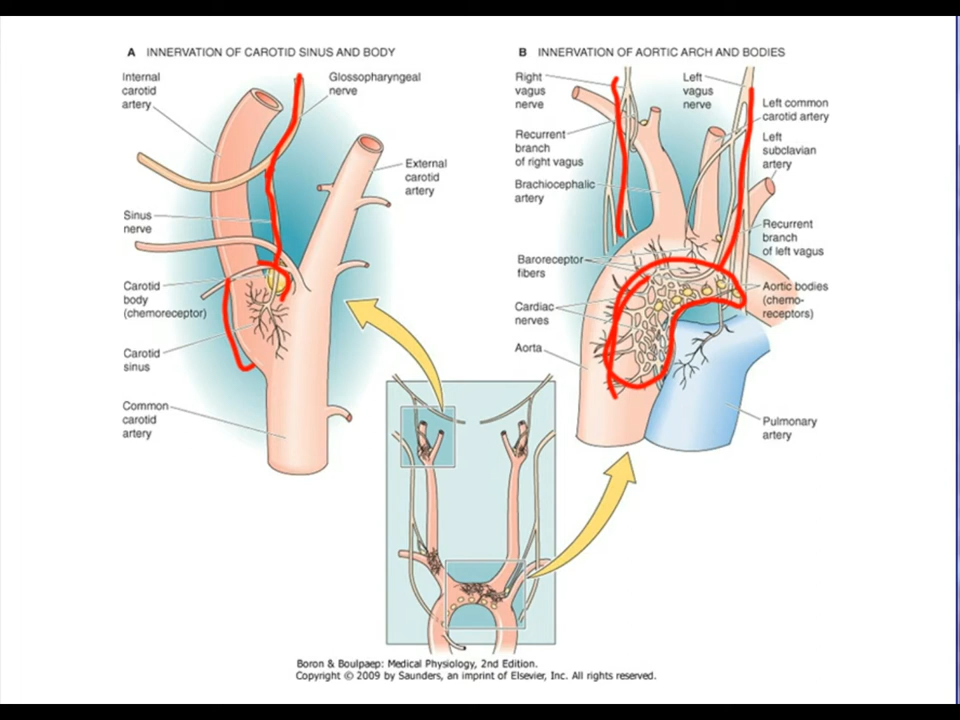 A INNERVATION OF CAROTID SINUS AND BODY
Internal
carotid
artery
Glossopharyngeal
nerve
External
carotid
artery
Sinus
nerve
Carotid
body
(chemoreceptor)
Carotid
sinus
Common
carotid
artery
B INNERVATION OF AORTIC ARCH AND BODIES
Right
vagus
nerve
Left
vagus
nerve
Left common
carotid artery
Recurrent
branch
of right vagus
Left
subclavian
artery
Brachiocephalic
artery
Recurrent
branch
of left vagus
Baroreceptor
fibers
Aortic bodies
(chemo-
receptors)
Cardiac
nerves
Aorta
Pulmonary
artery
Boron & Boulpaep: Medical Physiology, 2nd Edition.
Copyright © 2009 by Saunders, an imprint of Elsevier, Inc. All rights reserved.